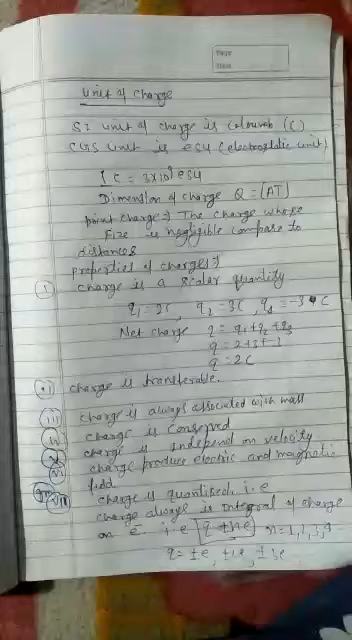 Unit of charge
SI unit of charge is Coloumb (C)
CGS unit is esu (electrostatic unit)
1 C = 3x10⁹ esu
Dimension of charge Q = [AT]
point charge ⇒ The charge whose
size is negligible compare to
distances
properties of charges ⇒
(i) charge is a scalar quantity
q₁ = 2C, q₂ = 3C, q₃ = -3 C
Net charge q = q₁+q₂+q₃
q = 2+3+-3
q = 2C
(ii) charge is transferable.
(iii) charge is always associated with mass
(iv) charge is conserved
(v) charge is independ on velocity
(vi) charge produce electric and magnetic
field.
(vii) charge is quantised. i.e
charge always is integral of charge
on e⁻ i.e q = ±ne n=1,2,3,4
q = ±e, ±2e, ±3e